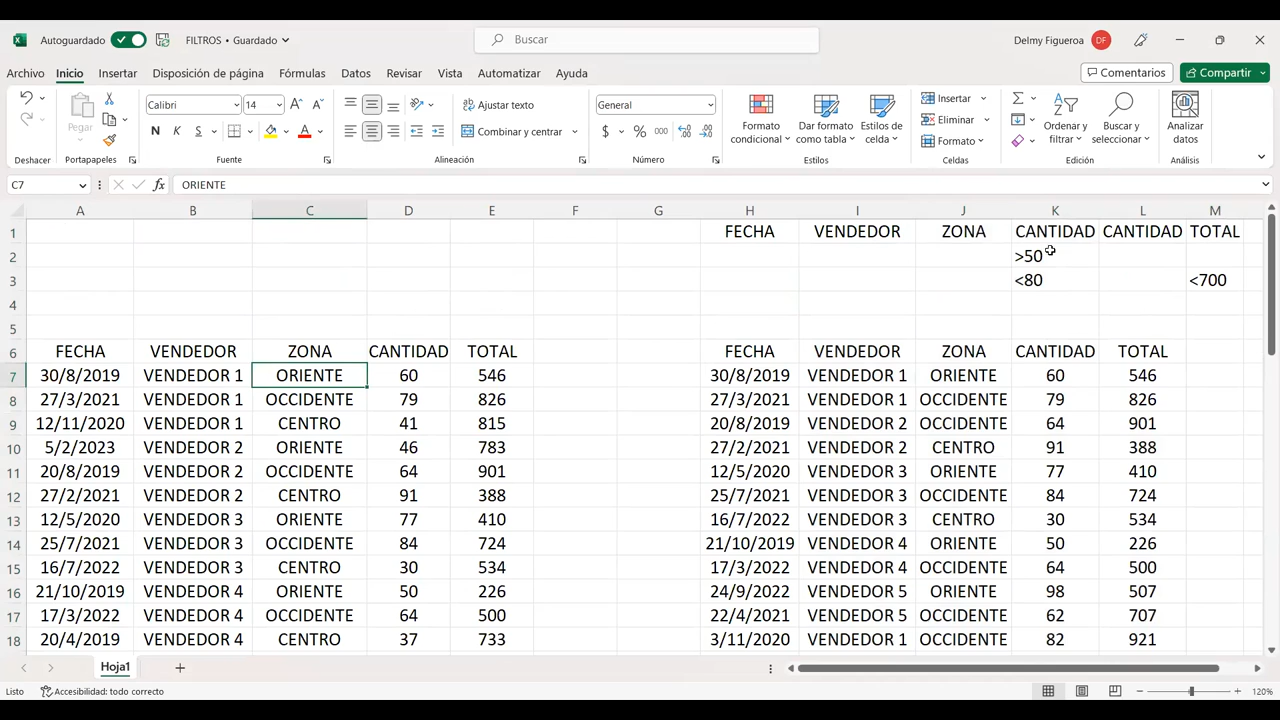 Autoguardado FILTROS • Guardado Buscar Delmy Figueroa DF
Archivo Inicio Insertar Disposición de página Fórmulas Datos Revisar Vista Automatizar Ayuda Comentarios Compartir
Pegar Calibri 14 Ajustar texto General Formato condicional Dar formato como tabla Estilos de celda Insertar Ordenar y filtrar Buscar y seleccionar Analizar datos
N K S Combinar y centrar $ % 000 Eliminar
Formato
Deshacer Portapapeles Fuente Alineación Número Estilos Celdas Edición Análisis
C7 fx ORIENTE
A B C D E F G H I J K L M
1 FECHA VENDEDOR ZONA CANTIDAD CANTIDAD TOTAL
2 >50
3 <80 <700
4
5
6 FECHA VENDEDOR ZONA CANTIDAD TOTAL FECHA VENDEDOR ZONA CANTIDAD TOTAL
7 30/8/2019 VENDEDOR 1 ORIENTE 60 546 30/8/2019 VENDEDOR 1 ORIENTE 60 546
8 27/3/2021 VENDEDOR 1 OCCIDENTE 79 826 27/3/2021 VENDEDOR 1 OCCIDENTE 79 826
9 12/11/2020 VENDEDOR 1 CENTRO 41 815 20/8/2019 VENDEDOR 2 OCCIDENTE 64 901
10 5/2/2023 VENDEDOR 2 ORIENTE 46 783 27/2/2021 VENDEDOR 2 CENTRO 91 388
11 20/8/2019 VENDEDOR 2 OCCIDENTE 64 901 12/5/2020 VENDEDOR 3 ORIENTE 77 410
12 27/2/2021 VENDEDOR 2 CENTRO 91 388 25/7/2021 VENDEDOR 3 OCCIDENTE 84 724
13 12/5/2020 VENDEDOR 3 ORIENTE 77 410 16/7/2022 VENDEDOR 3 CENTRO 30 534
14 25/7/2021 VENDEDOR 3 OCCIDENTE 84 724 21/10/2019 VENDEDOR 4 ORIENTE 50 226
15 16/7/2022 VENDEDOR 3 CENTRO 30 534 17/3/2022 VENDEDOR 4 OCCIDENTE 64 500
16 21/10/2019 VENDEDOR 4 ORIENTE 50 226 24/9/2022 VENDEDOR 5 ORIENTE 98 507
17 17/3/2022 VENDEDOR 4 OCCIDENTE 64 500 22/4/2021 VENDEDOR 5 OCCIDENTE 62 707
18 20/4/2019 VENDEDOR 4 CENTRO 37 733 3/11/2020 VENDEDOR 1 OCCIDENTE 82 921
Hoja1
Listo Accesibilidad: todo correcto 120%